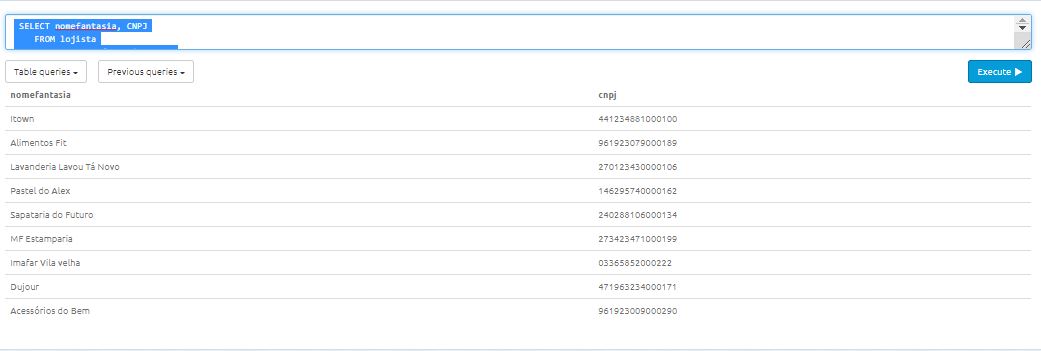 SELECT nomefantasia, CNPJ
FROM lojista
Table queries
Previous queries
Execute
nomefantasia cnpj
Itown 441234881000100
Alimentos Fit 961923079000189
Lavanderia Lavou Tá Novo 270123430000106
Pastel do Alex 146295740000162
Sapataria do Futuro 240288106000134
MF Estamparia 273423471000199
Imafar Vila velha 03365852000222
Dujour 471963234000171
Acessórios do Bem 961923009000290